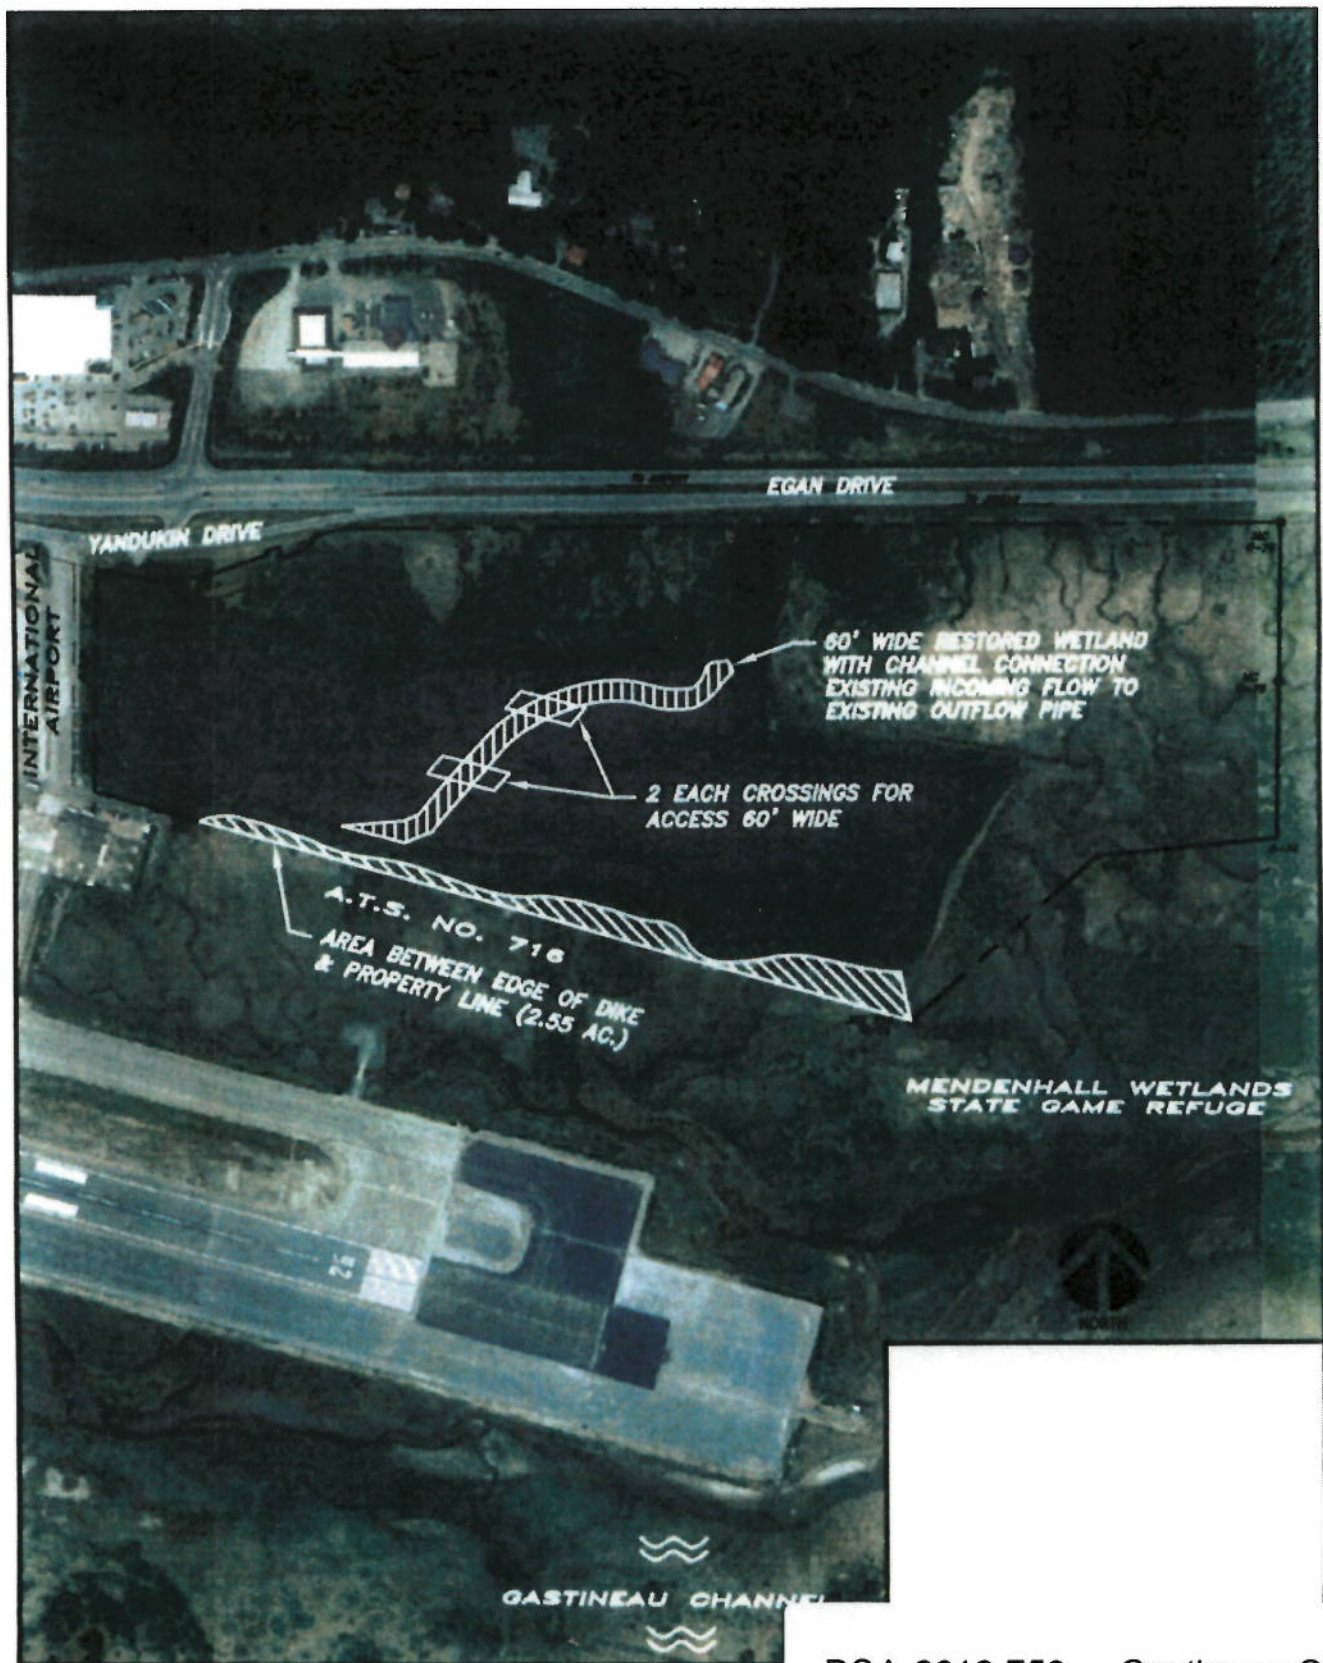 EGAN DRIVE
YANDUKIN DRIVE
INTERNATIONAL
AIRPORT
60' WIDE RESTORED WETLAND
WITH CHANNEL CONNECTION
EXISTING INCOMING FLOW TO
EXISTING OUTFLOW PIPE
2 EACH CROSSINGS FOR
ACCESS 60' WIDE
A.T.S. NO. 716
AREA BETWEEN EDGE OF DIKE
& PROPERTY LINE (2.55 AC.)
MENDENHALL WETLANDS
STATE GAME REFUGE
26
NORTH
GASTINEAU CHANNEL